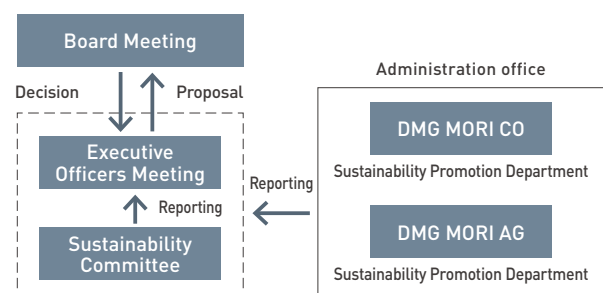 Board Meeting
Decision
Proposal
Executive
Officers Meeting
Reporting
Sustainability
Committee
Reporting
Administration office
DMG MORI CO
Sustainability Promotion Department
DMG MORI AG
Sustainability Promotion Department